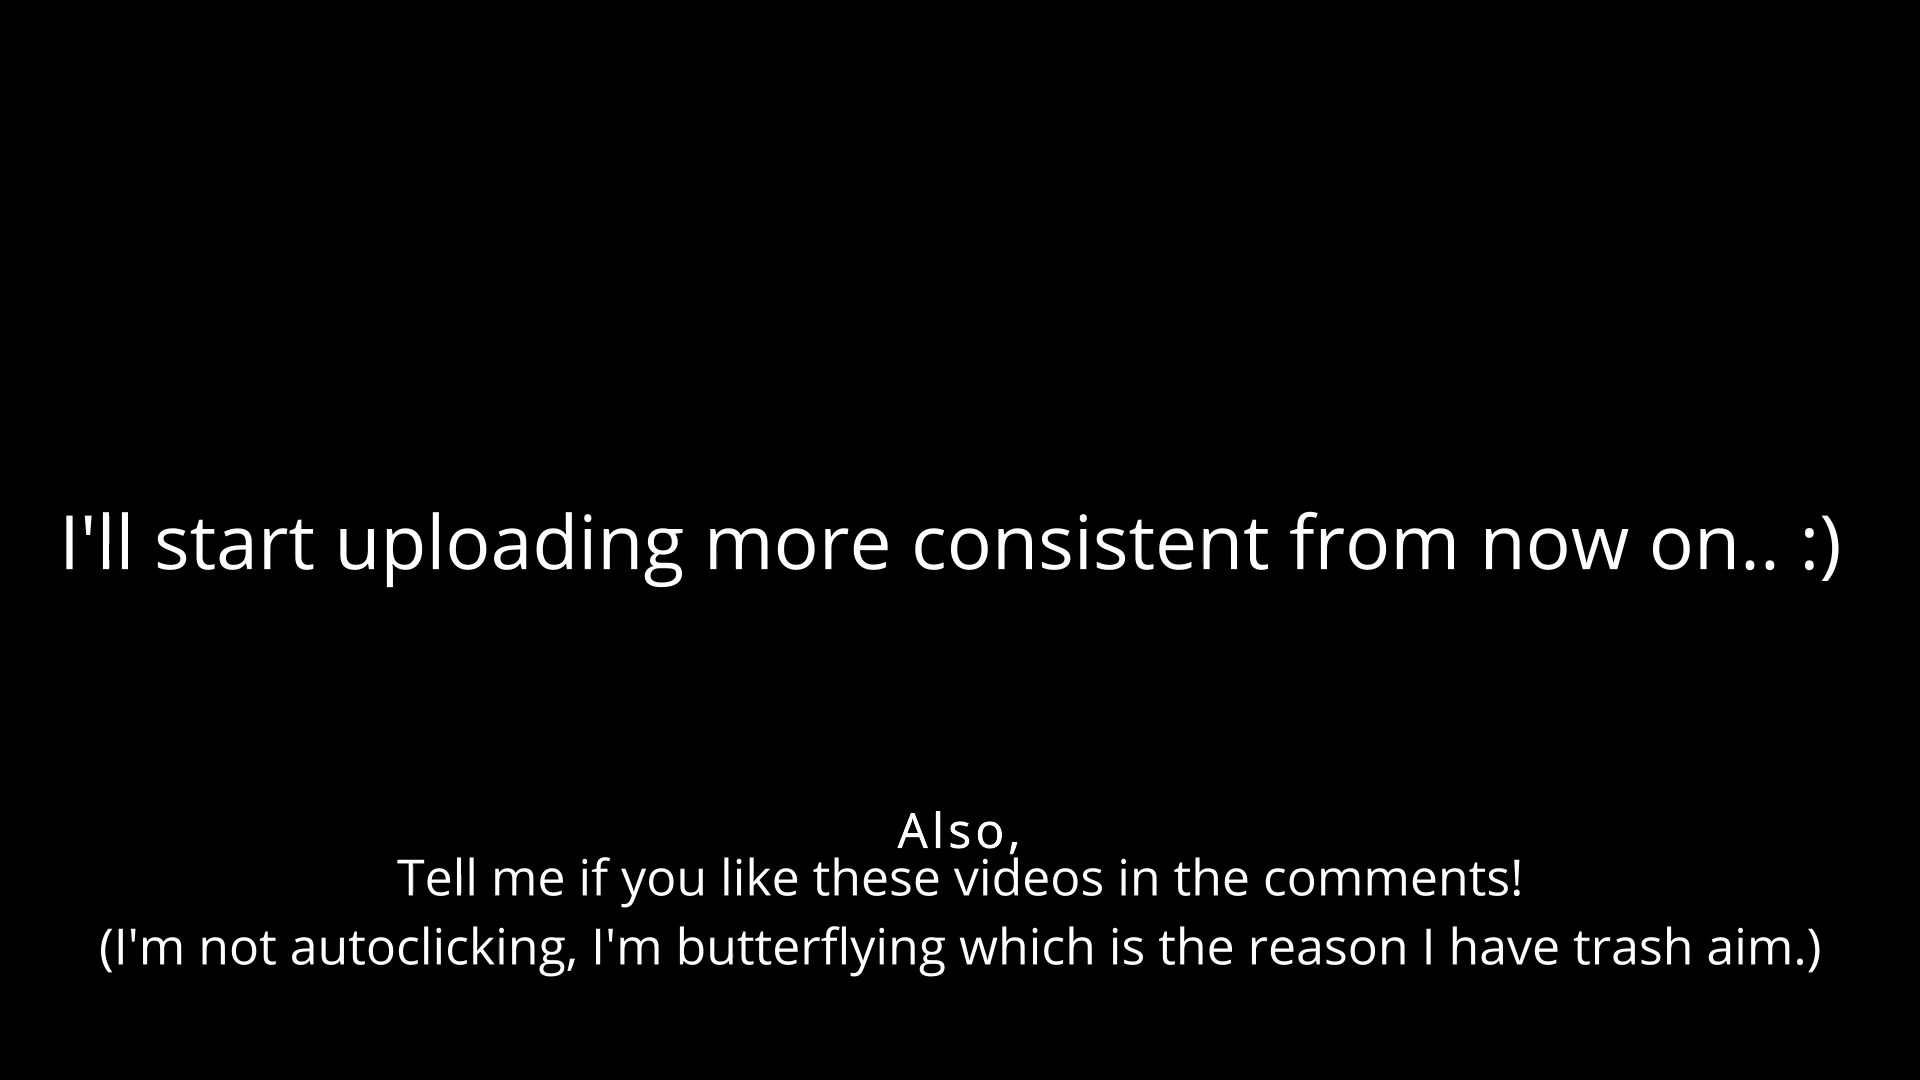 I'll start uploading more consistent from now on.. :)
Also,
Tell me if you like these videos in the comments!
(I'm not autoclicking, I'm butterflying which is the reason I have trash aim.)